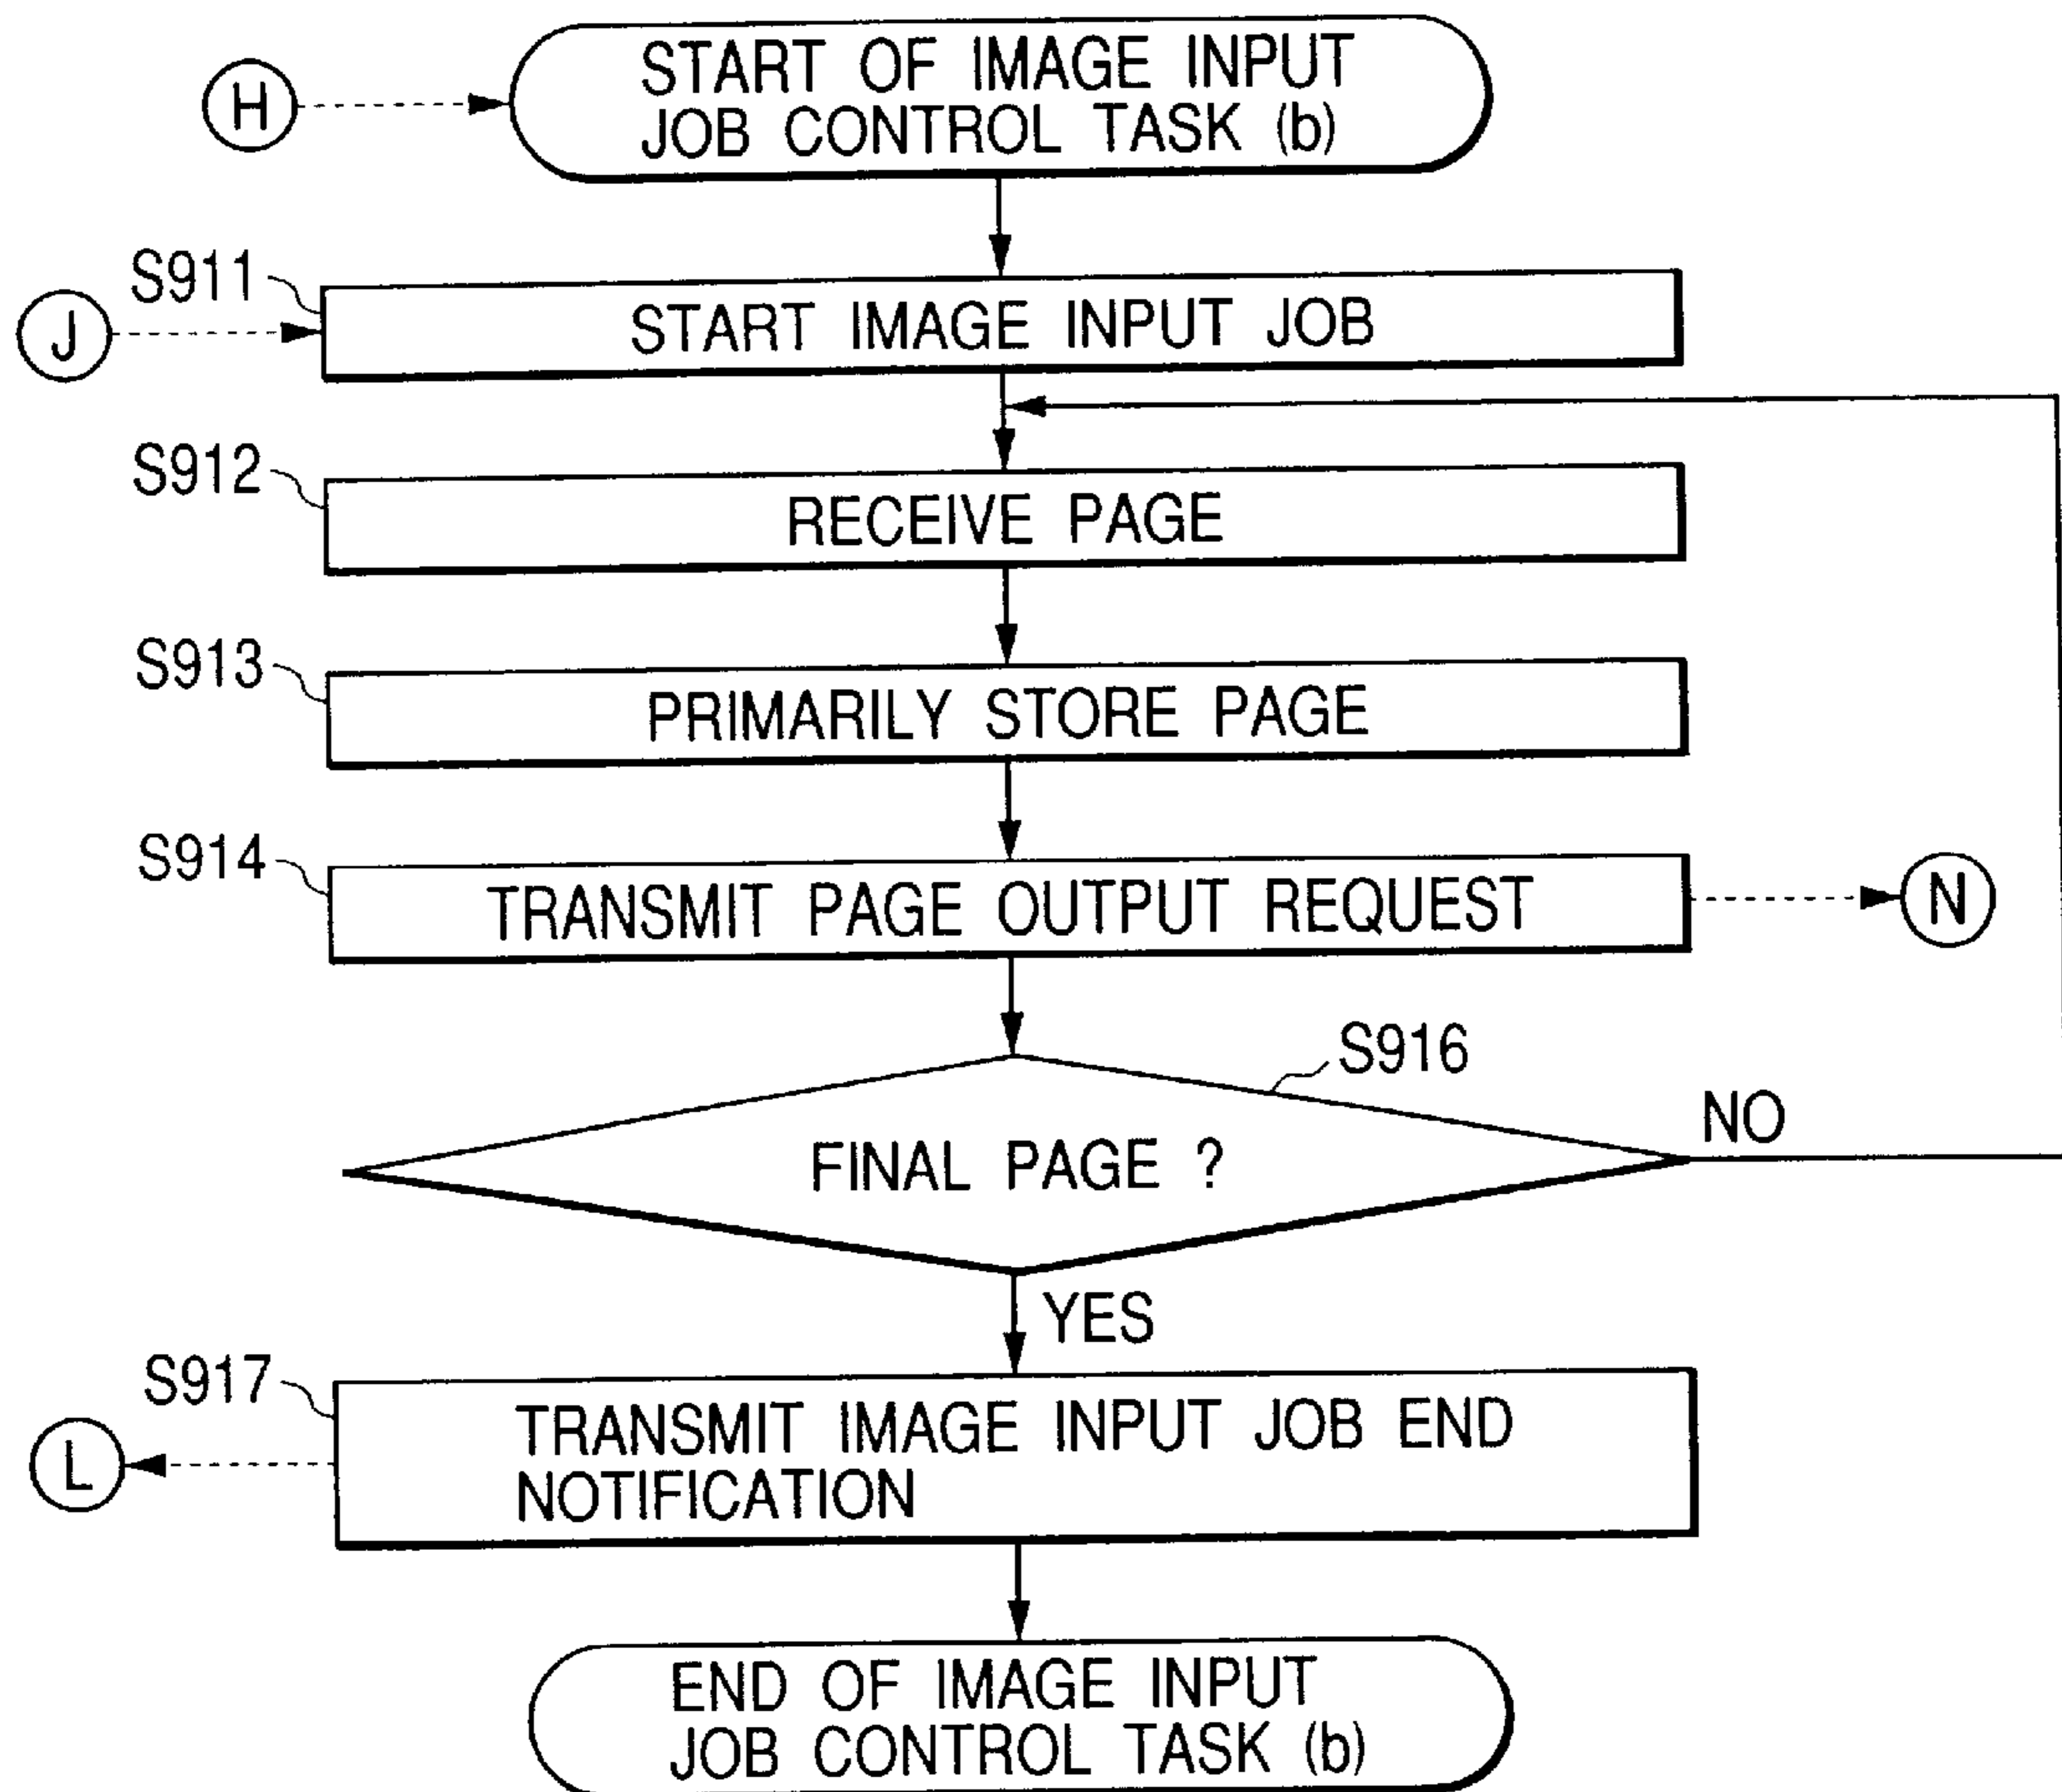 H
START OF IMAGE INPUT
JOB CONTROL TASK (b)
S911
J
START IMAGE INPUT JOB
S912
RECEIVE PAGE
S913
PRIMARILY STORE PAGE
S914
TRANSMIT PAGE OUTPUT REQUEST
N
S916
FINAL PAGE ?
NO
YES
S917
TRANSMIT IMAGE INPUT JOB END
NOTIFICATION
L
END OF IMAGE INPUT
JOB CONTROL TASK (b)